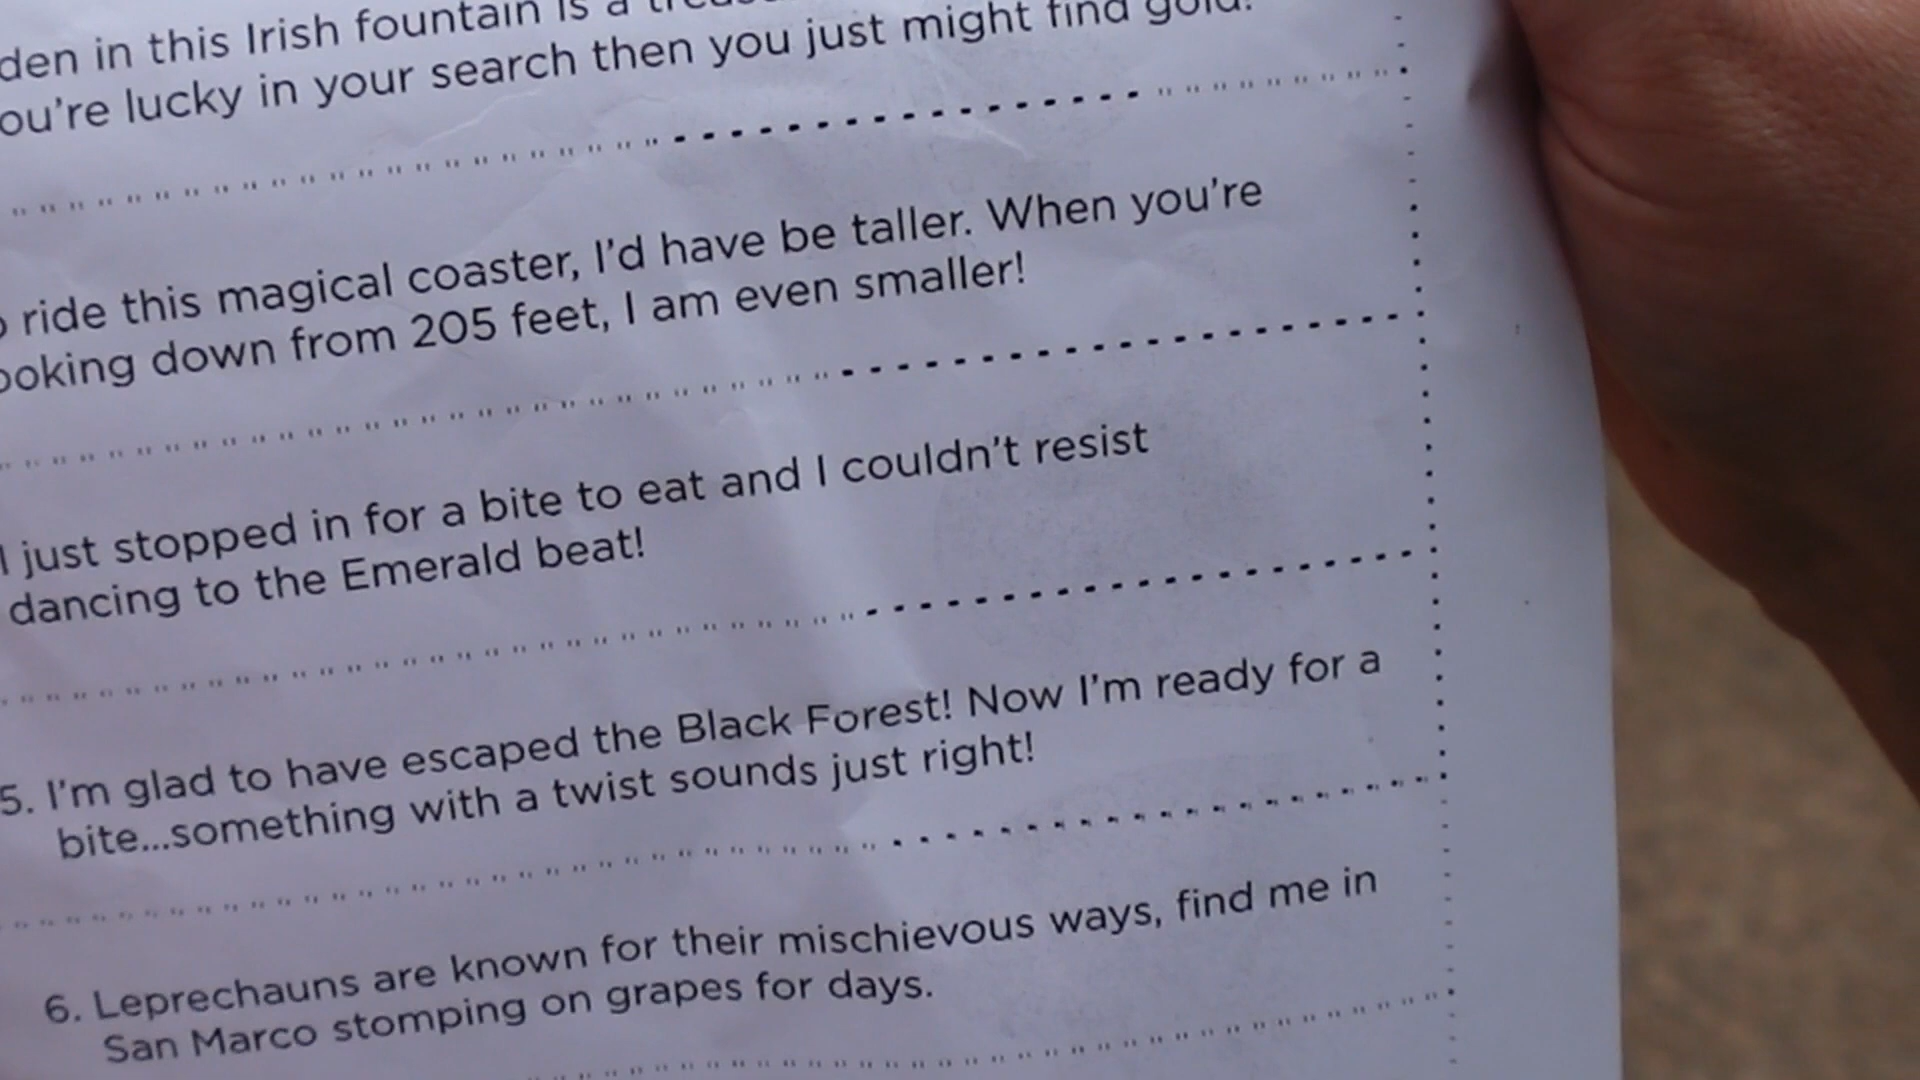 in this Irish fountain is a
lucky in your search then you just might find gold!
ride this magical coaster, I'd have be taller. When you're
down from 205 feet, I am even smaller!
I just stopped in for a bite to eat and I couldn't resist
dancing to the Emerald beat!
5. I'm glad to have escaped the Black Forest! Now I'm ready for a
bite...something with a twist sounds just right!
6. Leprechauns are known for their mischievous ways, find me in
San Marco stomping on grapes for days.